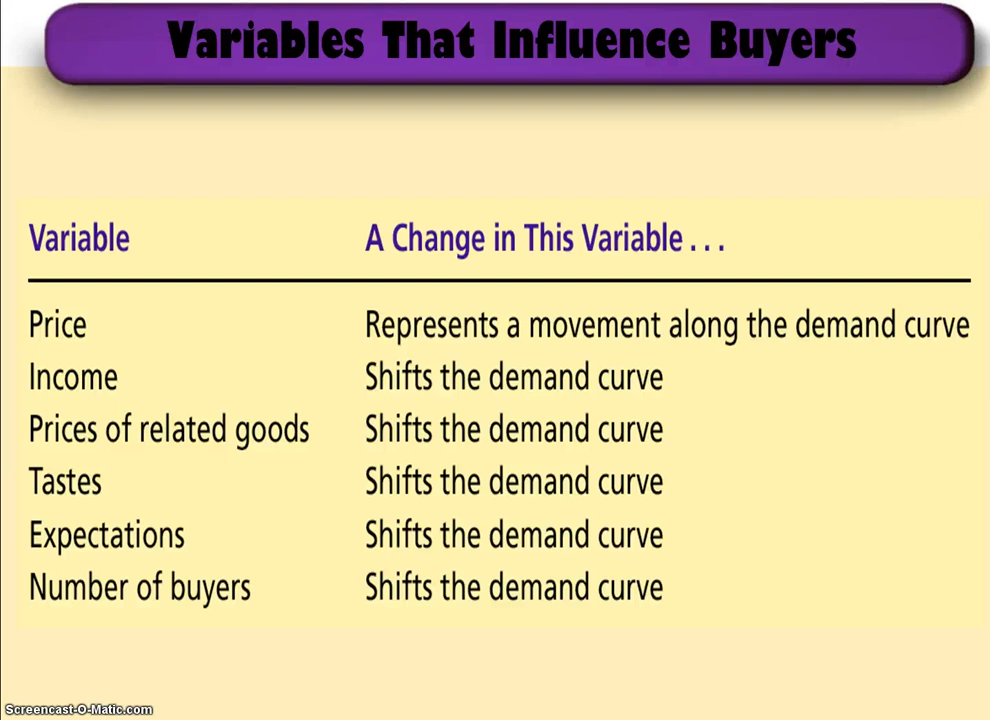 Variables That Influence Buyers
Variable A Change in This Variable . . .
Price Represents a movement along the demand curve
Income Shifts the demand curve
Prices of related goods Shifts the demand curve
Tastes Shifts the demand curve
Expectations Shifts the demand curve
Number of buyers Shifts the demand curve
Screencast-O-Matic.com